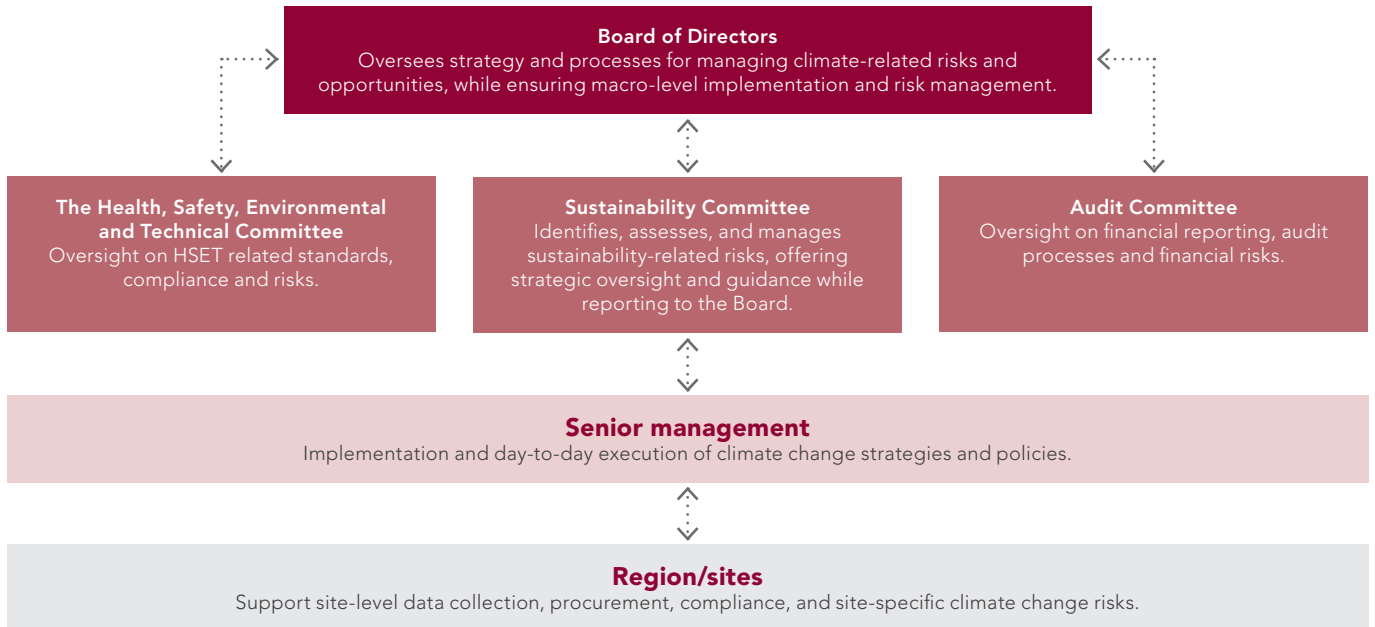 Board of Directors
Oversees strategy and processes for managing climate-related risks and
opportunities, while ensuring macro-level implementation and risk management.
The Health, Safety, Environmental
and Technical Committee
Oversight on HSET related standards,
compliance and risks.
Sustainability Committee
Identifies, assesses, and manages
sustainability-related risks, offering
strategic oversight and guidance while
reporting to the Board.
Audit Committee
Oversight on financial reporting, audit
processes and financial risks.
Senior management
Implementation and day-to-day execution of climate change strategies and policies.
Region/sites
Support site-level data collection, procurement, compliance, and site-specific climate change risks.